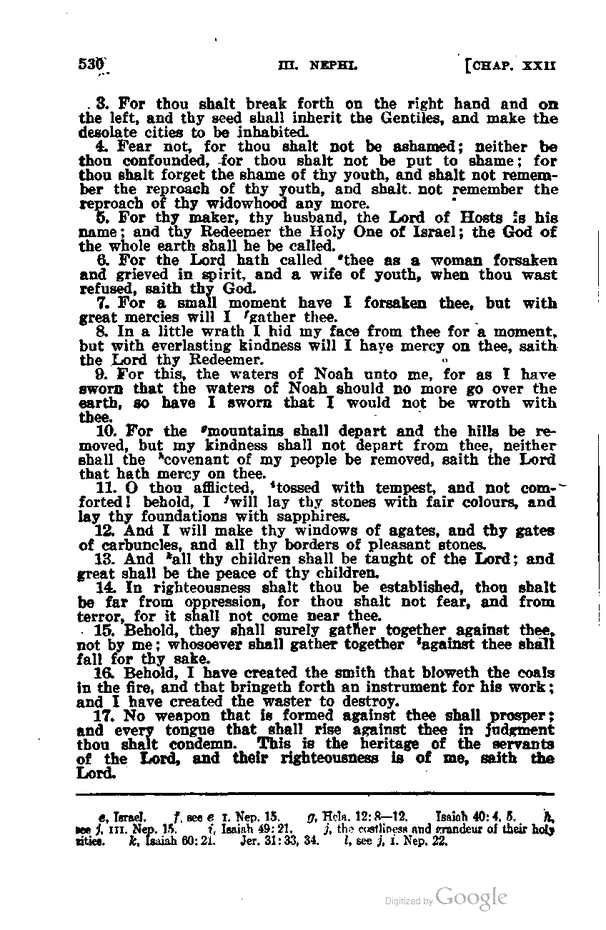 530 III. NEPHI. [CHAP. XXII
3. For thou shalt break forth on the right hand and on
the left, and thy seed shall inherit the Gentiles, and make the
desolate cities to be inhabited.
4. Fear not, for thou shalt not be ashamed; neither be
thou confounded, for thou shalt not be put to shame; for
thou shalt forget the shame of thy youth, and shalt not remem-
ber the reproach of thy youth, and shalt not remember the
reproach of thy widowhood any more.
5. For thy maker, thy husband, the Lord of Hosts is his
name; and thy Redeemer the Holy One of Israel; the God of
the whole earth shall he be called.
6. For the Lord hath called ᵉthee as a woman forsaken
and grieved in spirit, and a wife of youth, when thou wast
refused, saith thy God.
7. For a small moment have I forsaken thee, but with
great mercies will I ᶠgather thee.
8. In a little wrath I hid my face from thee for a moment,
but with everlasting kindness will I have mercy on thee, saith
the Lord thy Redeemer.
9. For this, the waters of Noah unto me, for as I have
sworn that the waters of Noah should no more go over the
earth, so have I sworn that I would not be wroth with
thee.
10. For the ᵍmountains shall depart and the hills be re-
moved, but my kindness shall not depart from thee, neither
shall the ʰcovenant of my people be removed, saith the Lord
that hath mercy on thee.
11. O thou afflicted, ⁱtossed with tempest, and not com-
forted! behold, I ʲwill lay thy stones with fair colours, and
lay thy foundations with sapphires.
12. And I will make thy windows of agates, and thy gates
of carbuncles, and all thy borders of pleasant stones.
13. And ᵏall thy children shall be taught of the Lord; and
great shall be the peace of thy children.
14. In righteousness shalt thou be established, thou shalt
be far from oppression, for thou shalt not fear, and from
terror, for it shall not come near thee.
15. Behold, they shall surely gather together against thee,
not by me; whosoever shall gather together ˡagainst thee shall
fall for thy sake.
16. Behold, I have created the smith that bloweth the coals
in the fire, and that bringeth forth an instrument for his work;
and I have created the waster to destroy.
17. No weapon that is formed against thee shall prosper;
and every tongue that shall rise against thee in judgment
thou shalt condemn. This is the heritage of the servants
of the Lord, and their righteousness is of me, saith the
Lord.
e, Israel. f, see e I. Nep. 15. g, Hela. 12: 8—12. Isaiah 40: 4, 5. h,
see f, III. Nep. 15. i, Isaiah 49: 21. j, the costliness and grandeur of their holy
cities. k, Isaiah 60: 21. Jer. 31: 33, 34. l, see j, I. Nep. 22.
Digitized by Google